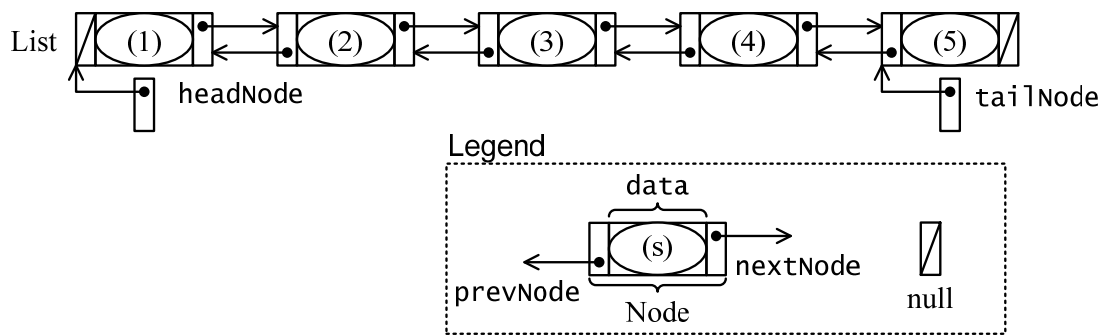 List (1) (2) (3) (4) (5)
headNode tailNode
Legend
data
(s)
prevNode nextNode
Node null